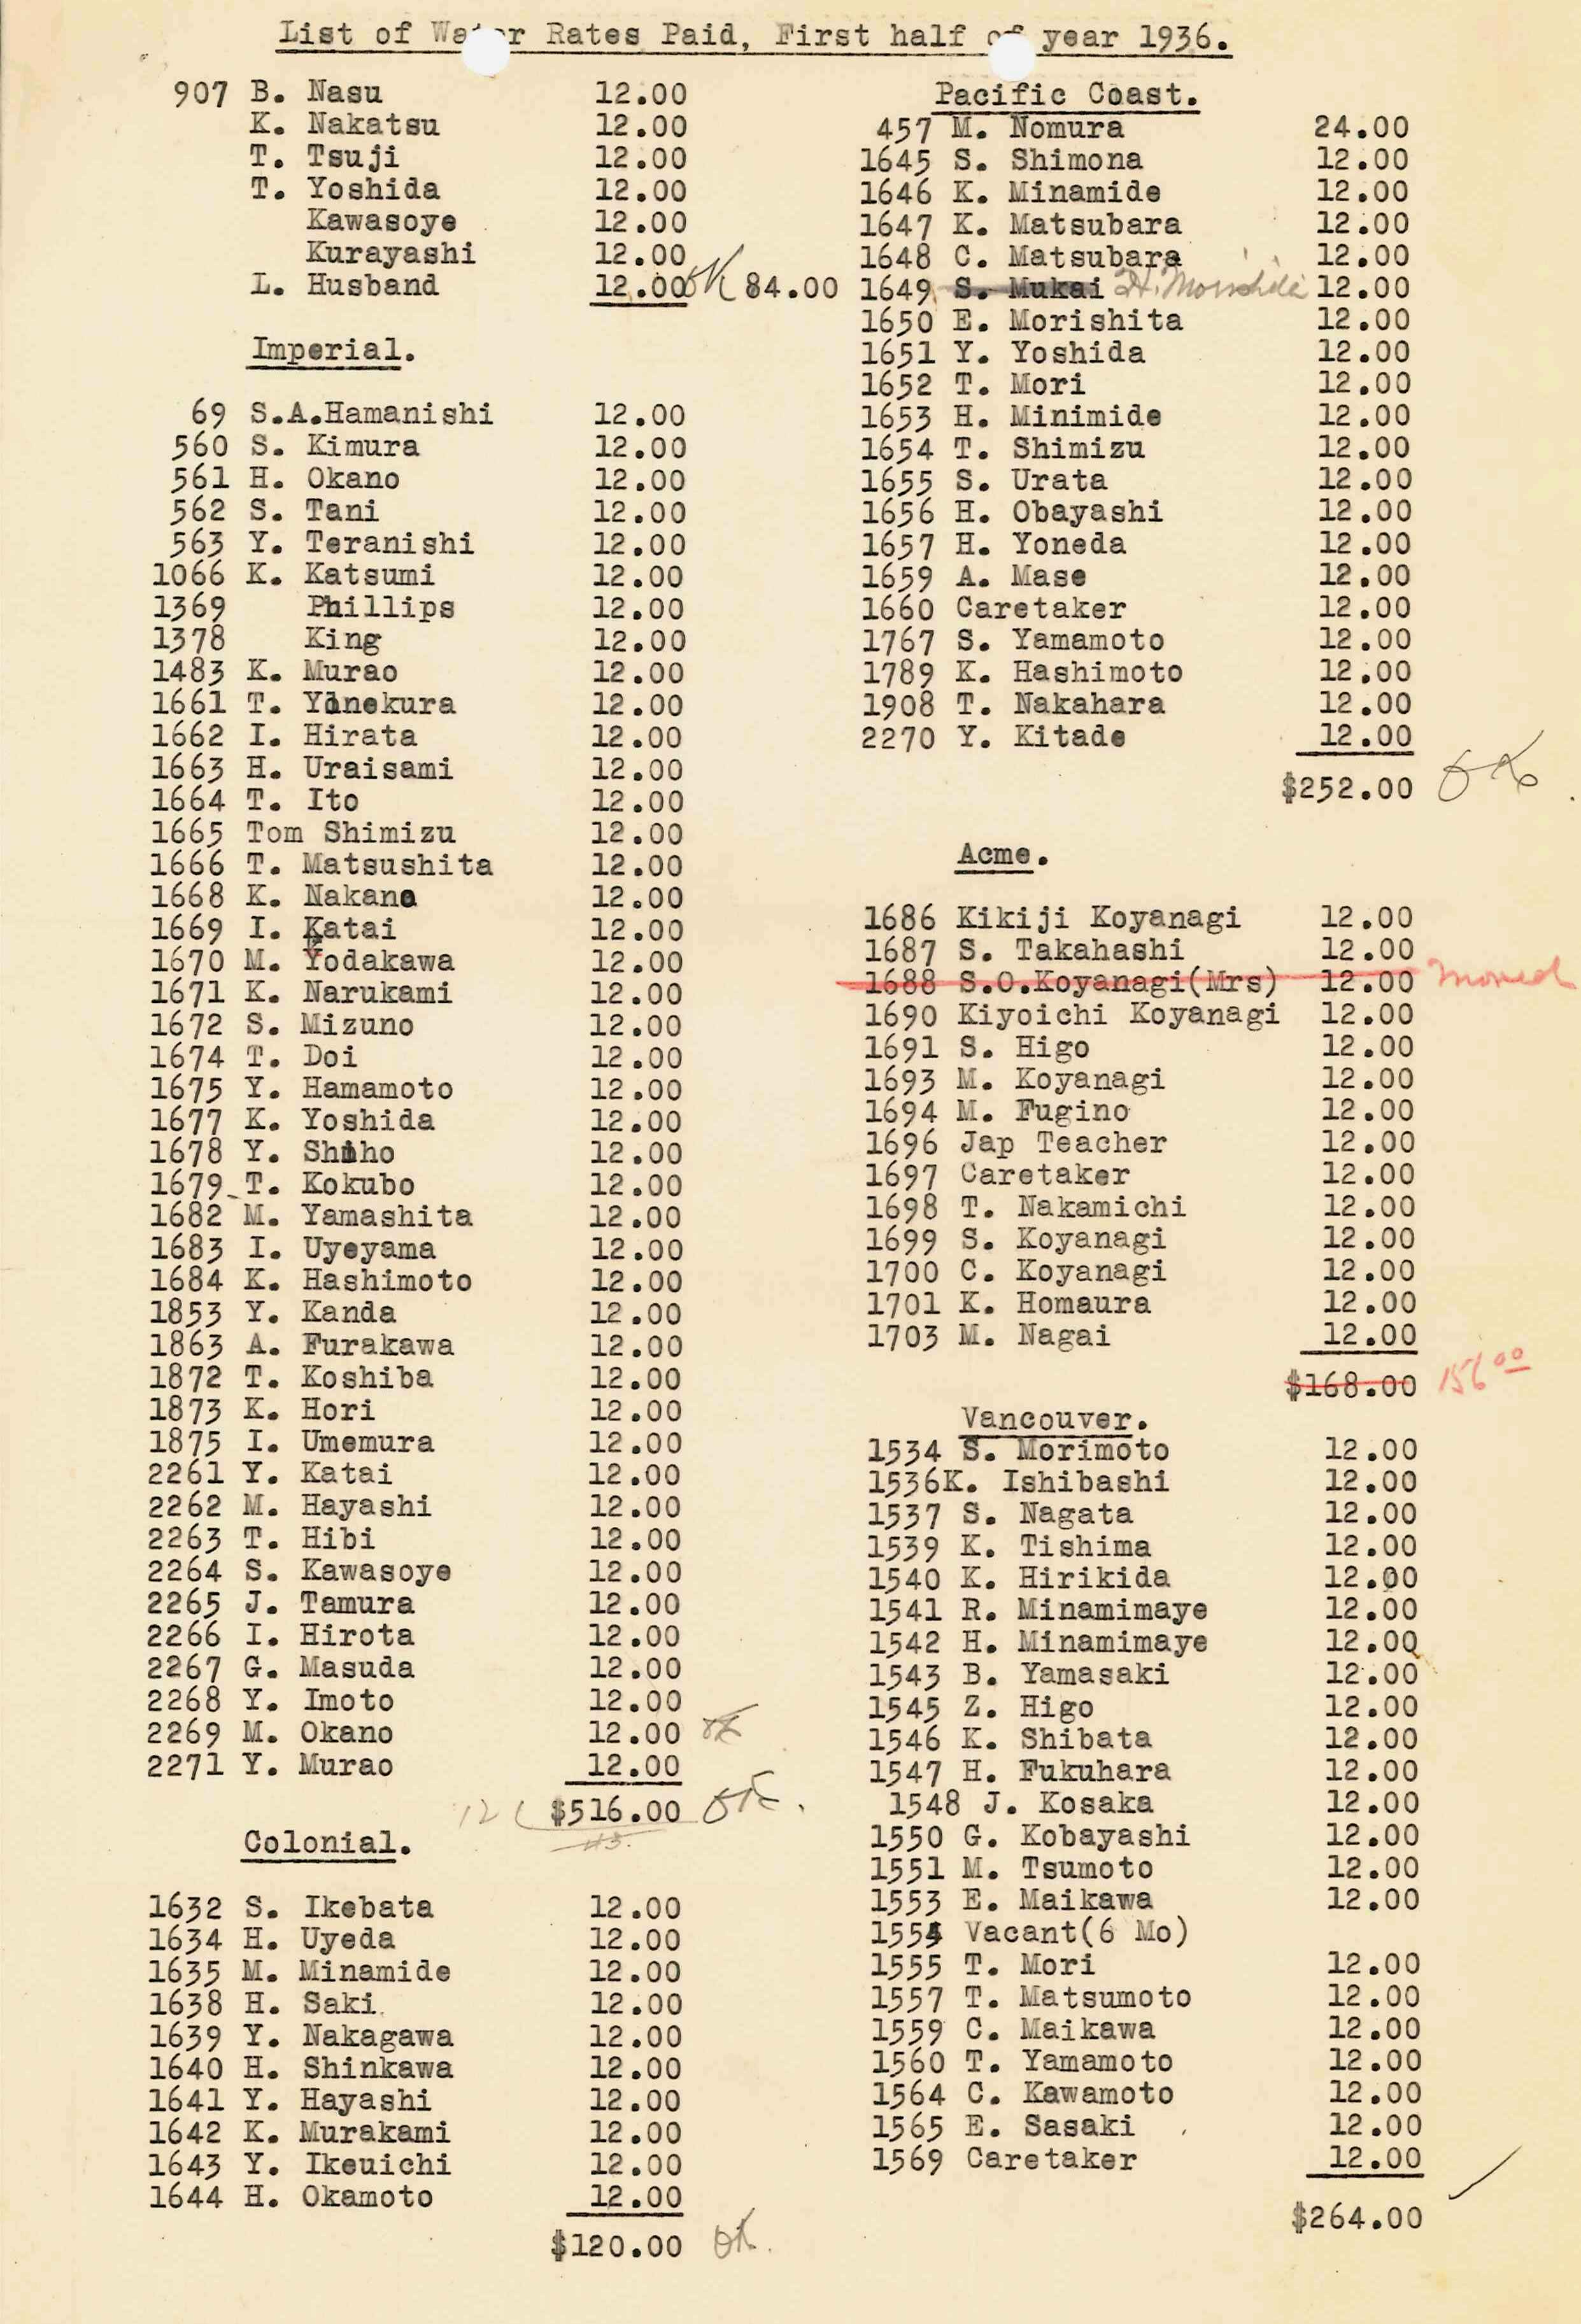 List of Water Rates Paid, First half of year 1936.
907 B. Nasu 12.00
K. Nakatsu 12.00
T. Tsuji 12.00
T. Yoshida 12.00
Kawasoye 12.00
Kurayashi 12.00
L. Husband 12.00 OK 84.00
Imperial.
69 S.A.Hamanishi 12.00
560 S. Kimura 12.00
561 H. Okano 12.00
562 S. Tani 12.00
563 Y. Teranishi 12.00
1066 K. Katsumi 12.00
1369 Phillips 12.00
1378 King 12.00
1483 K. Murao 12.00
1661 T. Yonekura 12.00
1662 I. Hirata 12.00
1663 H. Uraisami 12.00
1664 T. Ito 12.00
1665 Tom Shimizu 12.00
1666 T. Matsushita 12.00
1668 K. Nakano 12.00
1669 I. Katai 12.00
1670 M. Yodakawa 12.00
1671 K. Narukami 12.00
1672 S. Mizuno 12.00
1674 T. Doi 12.00
1675 Y. Hamamoto 12.00
1677 K. Yoshida 12.00
1678 Y. Shiho 12.00
1679 T. Kokubo 12.00
1682 M. Yamashita 12.00
1683 I. Uyeyama 12.00
1684 K. Hashimoto 12.00
1853 Y. Kanda 12.00
1863 A. Furakawa 12.00
1872 T. Koshiba 12.00
1873 K. Hori 12.00
1875 I. Umemura 12.00
2261 Y. Katai 12.00
2262 M. Hayashi 12.00
2263 T. Hibi 12.00
2264 S. Kawasoye 12.00
2265 J. Tamura 12.00
2266 I. Hirota 12.00
2267 G. Masuda 12.00
2268 Y. Imoto 12.00
2269 M. Okano 12.00 OK
2271 Y. Murao 12.00
12 ( $516.00 OK.
43.
Colonial.
1632 S. Ikebata 12.00
1634 H. Uyeda 12.00
1635 M. Minamide 12.00
1638 H. Saki 12.00
1639 Y. Nakagawa 12.00
1640 H. Shinkawa 12.00
1641 Y. Hayashi 12.00
1642 K. Murakami 12.00
1643 Y. Ikeuichi 12.00
1644 H. Okamoto 12.00
$120.00 OK.
Pacific Coast.
457 M. Nomura 24.00
1645 S. Shimona 12.00
1646 K. Minamide 12.00
1647 K. Matsubara 12.00
1648 C. Matsubara 12.00
1649 S. Mukai H. Morishida 12.00
1650 E. Morishita 12.00
1651 Y. Yoshida 12.00
1652 T. Mori 12.00
1653 H. Minimide 12.00
1654 T. Shimizu 12.00
1655 S. Urata 12.00
1656 H. Obayashi 12.00
1657 H. Yoneda 12.00
1659 A. Mase 12.00
1660 Caretaker 12.00
1767 S. Yamamoto 12.00
1789 K. Hashimoto 12.00
1908 T. Nakahara 12.00
2270 Y. Kitade 12.00
$252.00 OK
Acme.
1686 Kikiji Koyanagi 12.00
1687 S. Takahashi 12.00
1688 S.O.Koyanagi(Mrs) 12.00 moved
1690 Kiyoichi Koyanagi 12.00
1691 S. Higo 12.00
1693 M. Koyanagi 12.00
1694 M. Fugino 12.00
1696 Jap Teacher 12.00
1697 Caretaker 12.00
1698 T. Nakamichi 12.00
1699 S. Koyanagi 12.00
1700 C. Koyanagi 12.00
1701 K. Homaura 12.00
1703 M. Nagai 12.00
$168.00 156 00
Vancouver.
1534 S. Morimoto 12.00
1536K. Ishibashi 12.00
1537 S. Nagata 12.00
1539 K. Tishima 12.00
1540 K. Hirikida 12.00
1541 R. Minamimaye 12.00
1542 H. Minamimaye 12.00
1543 B. Yamasaki 12.00
1545 Z. Higo 12.00
1546 K. Shibata 12.00
1547 H. Fukuhara 12.00
1548 J. Kosaka 12.00
1550 G. Kobayashi 12.00
1551 M. Tsumoto 12.00
1553 E. Maikawa 12.00
1554 Vacant(6 Mo)
1555 T. Mori 12.00
1557 T. Matsumoto 12.00
1559 C. Maikawa 12.00
1560 T. Yamamoto 12.00
1564 C. Kawamoto 12.00
1565 E. Sasaki 12.00
1569 Caretaker 12.00
$264.00